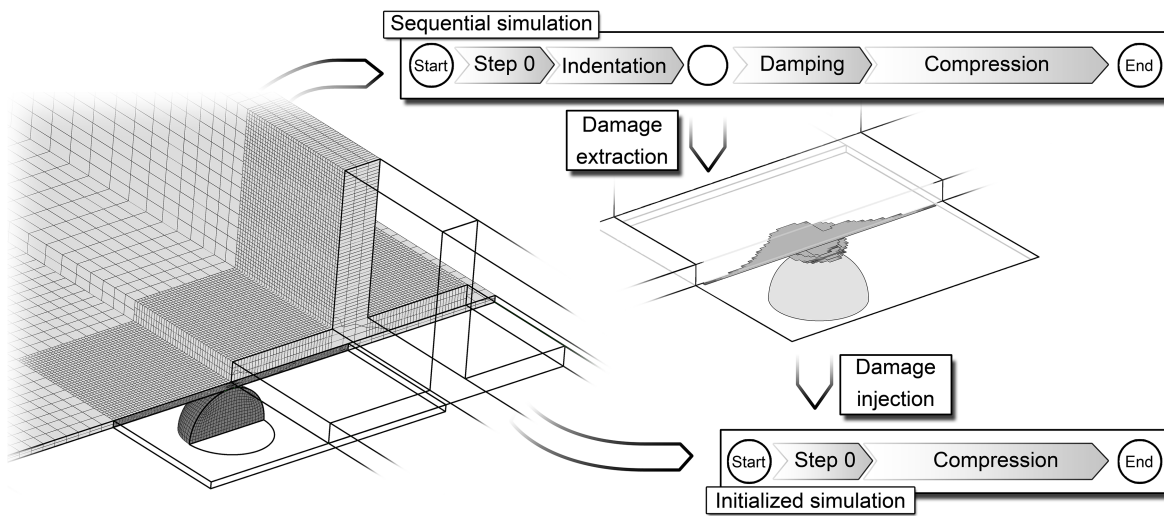 Sequential simulation
Start Step 0 Indentation Damping Compression End
Damage
extraction
Damage
injection
Start Step 0 Compression End
Initialized simulation